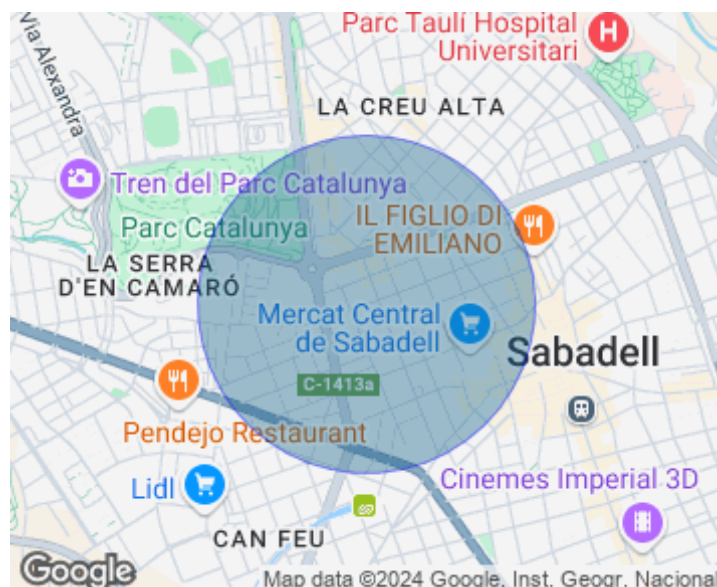 Parc Taulí Hospital
Universitari
Via Alexandra
LA CREU ALTA
Tren del Parc Catalunya
Parc Catalunya
IL FIGLIO DI
EMILIANO
LA SERRA
D'EN CAMARÓ
Mercat Central
de Sabadell
Sabadell
C-1413a
Pendejo Restaurant
Lidl
Cinemes Imperial 3D
CAN FEU
Google
Map data ©2024 Google, Inst. Geogr. Nacional